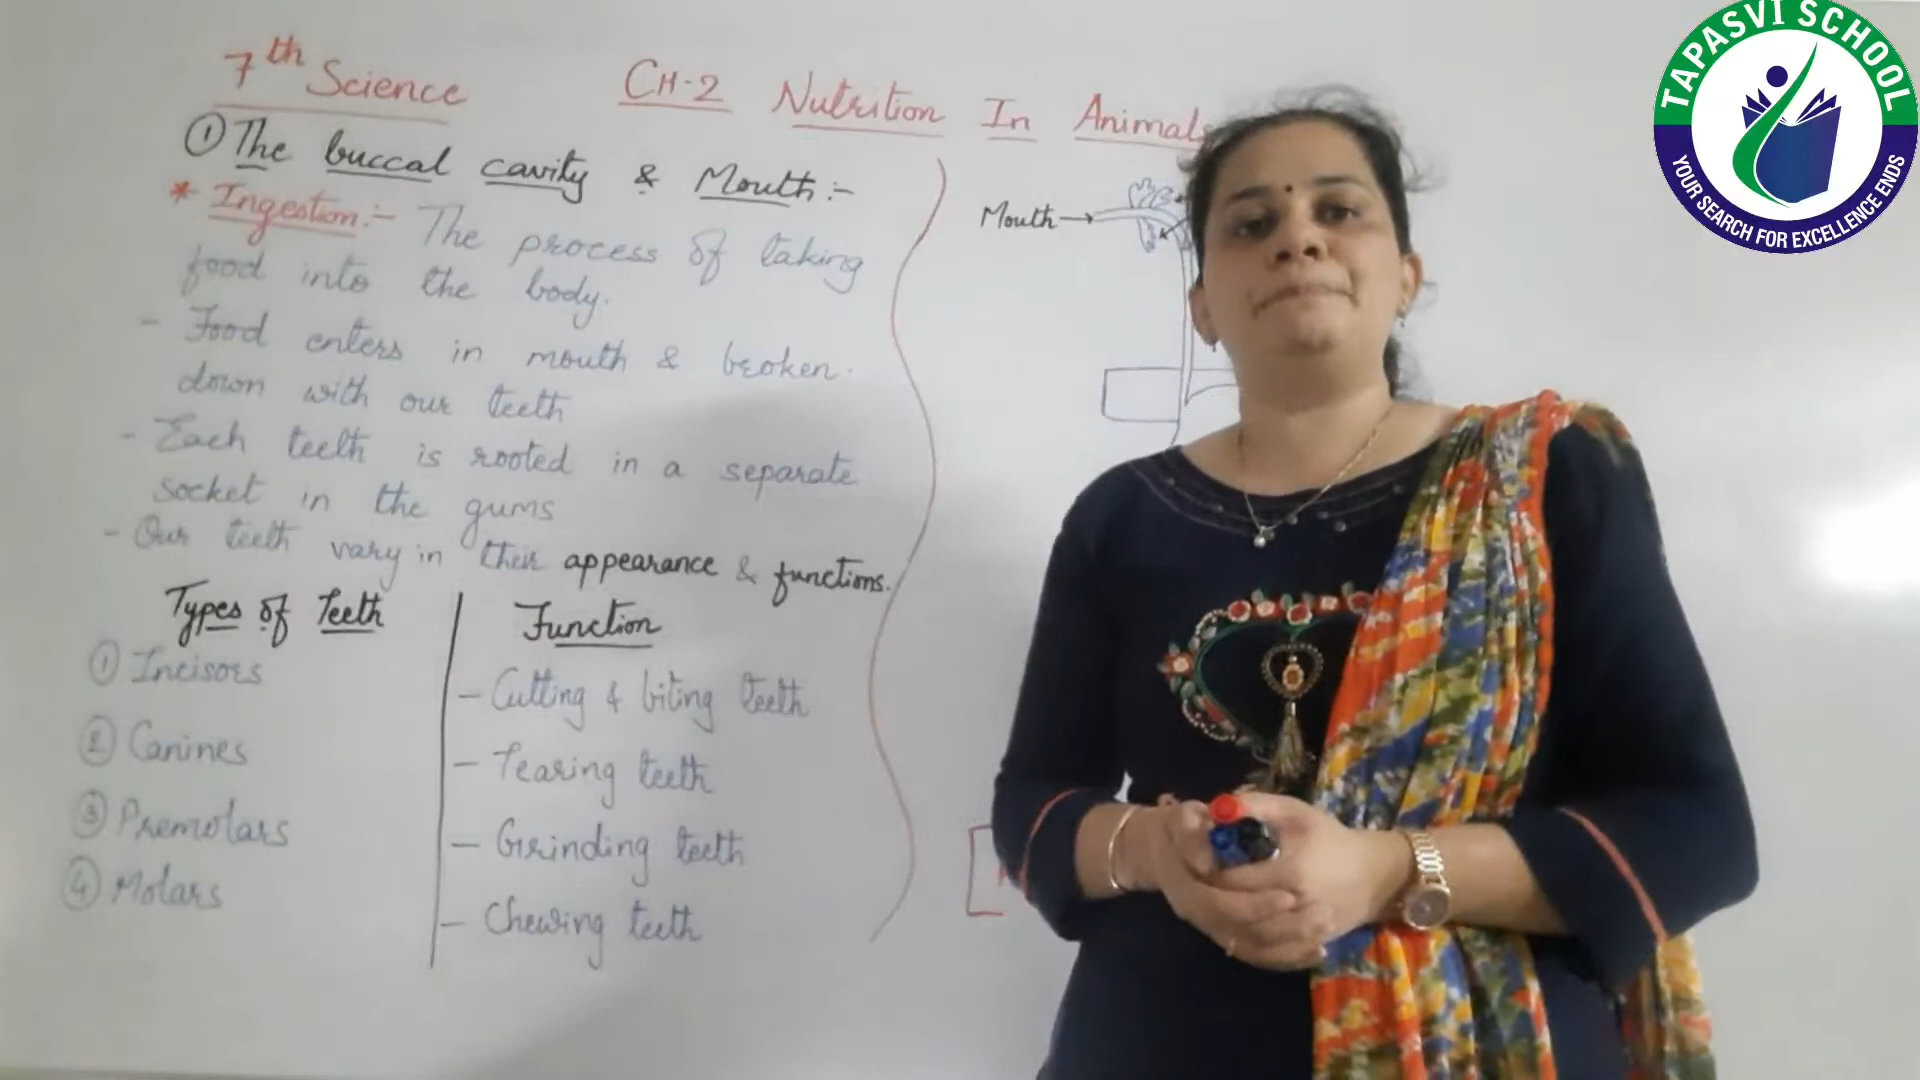 7th Science
CH-2 Nutrition In Animals
① The buccal cavity & Mouth :-
* Ingestion :- The process of taking
food into the body.
- Food enters in mouth & broken
down with our teeth
- Each teeth is rooted in a separate
socket in the gums
- Our teeth vary in their appearance & functions.
Types of Teeth
Function
① Incisors
- Cutting & biting teeth
② Canines
- Tearing teeth
③ Premolars
- Grinding teeth
④ Molars
- Chewing teeth
Mouth
TAPASVI SCHOOL
YOUR SEARCH FOR EXCELLENCE ENDS